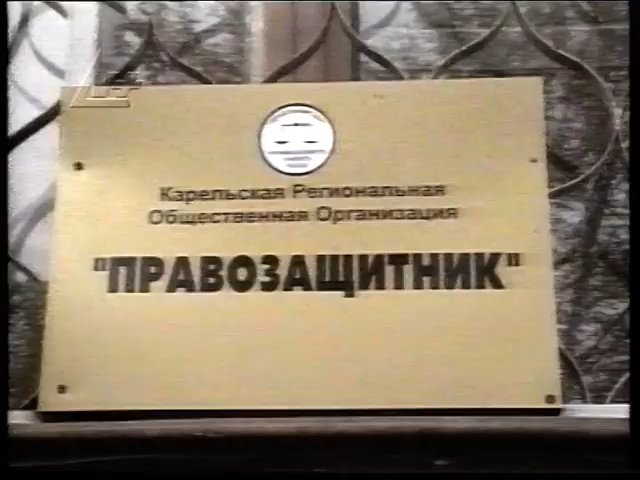 Карельская Региональная
Общественная Организация
"ПРАВОЗАЩИТНИК"